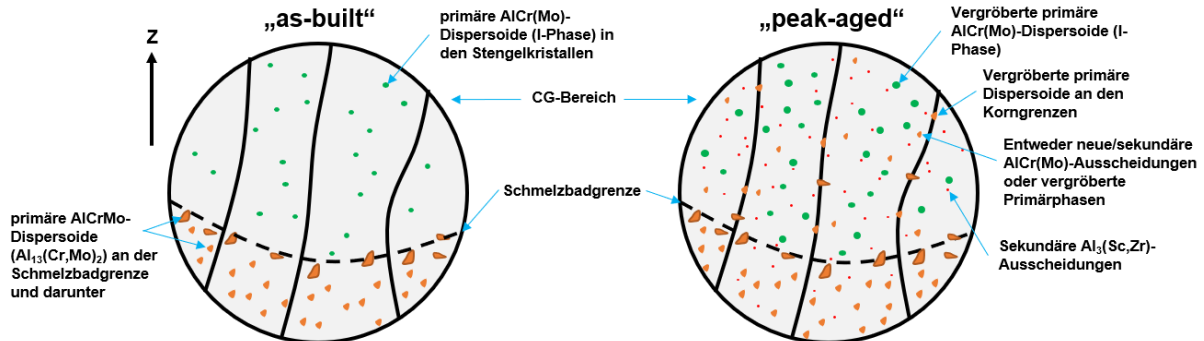 „as-built“
„peak-aged“
z
primäre AlCr(Mo)-
Dispersoide (I-Phase) in
den Stengelkristallen
CG-Bereich
Schmelzbadgrenze
primäre AlCrMo-
Dispersoide
(Al₁₃(Cr,Mo)₂) an der
Schmelzbadgrenze
und darunter
Vergröberte primäre
AlCr(Mo)-Dispersoide (I-
Phase)
Vergröberte primäre
Dispersoide an den
Korngrenzen
Entweder neue/sekundäre
AlCr(Mo)-Ausscheidungen
oder vergröberte
Primärphasen
Sekundäre Al₃(Sc,Zr)-
Ausscheidungen